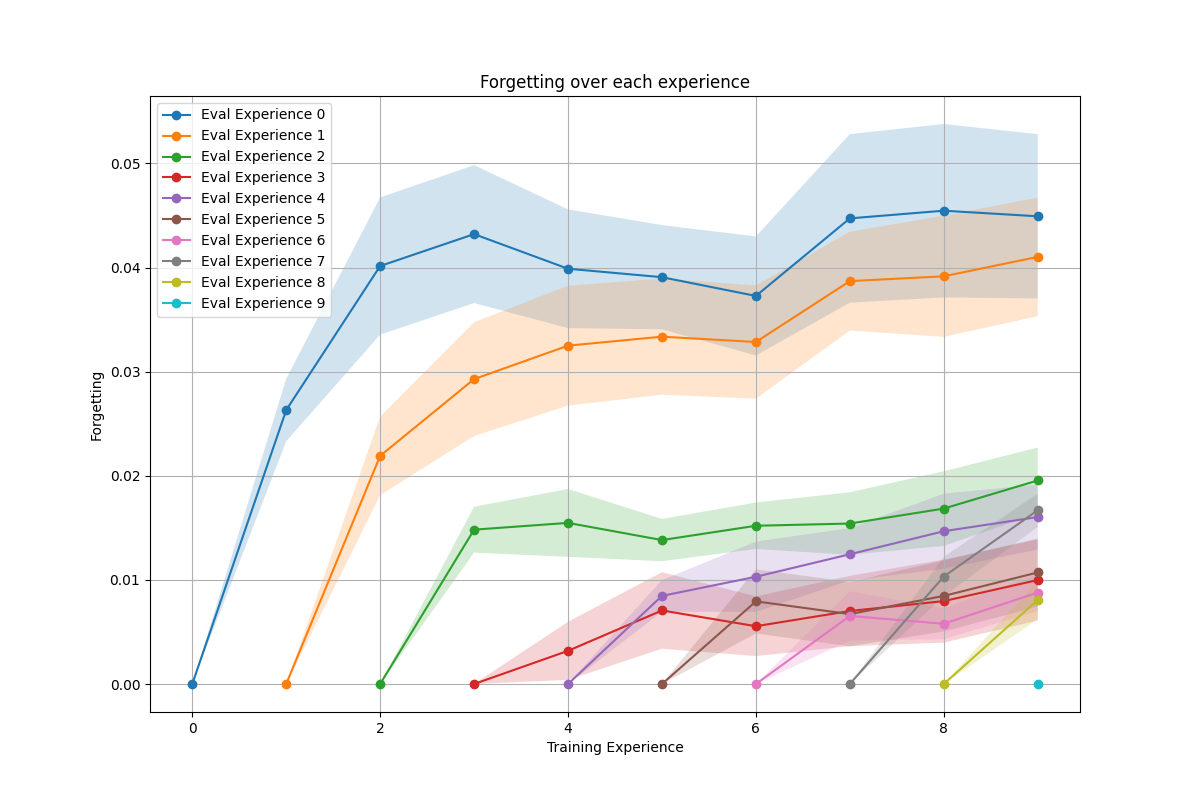 Forgetting over each experience
Eval Experience 0
Eval Experience 1
Eval Experience 2
Eval Experience 3
Eval Experience 4
Eval Experience 5
Eval Experience 6
Eval Experience 7
Eval Experience 8
Eval Experience 9
0.05
0.04
0.03
0.02
0.01
0.00
Forgetting
0 2 4 6 8
Training Experience